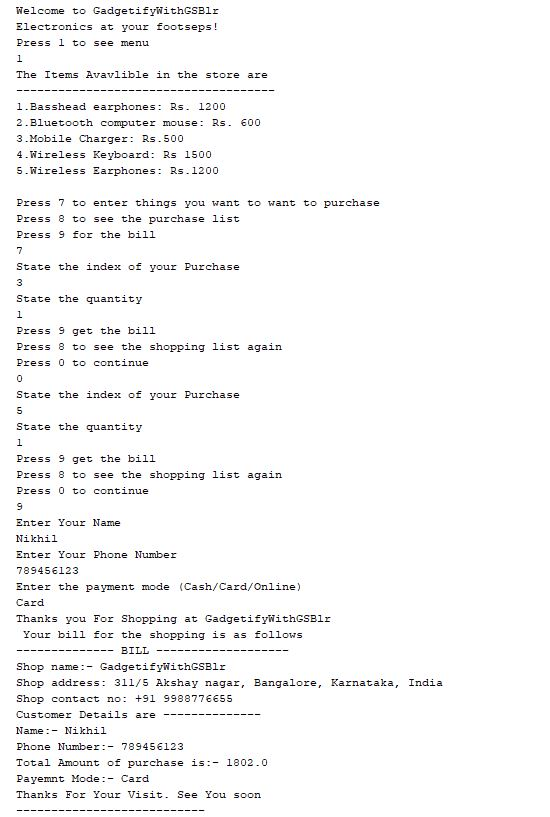 Welcome to GadgetifyWithGSBlr
Electronics at your footseps!
Press 1 to see menu
1
The Items Avavlible in the store are
-------------------------------------
1.Basshead earphones: Rs. 1200
2.Bluetooth computer mouse: Rs. 600
3.Mobile Charger: Rs.500
4.Wireless Keyboard: Rs 1500
5.Wireless Earphones: Rs.1200

Press 7 to enter things you want to want to purchase
Press 8 to see the purchase list
Press 9 for the bill
7
State the index of your Purchase
3
State the quantity
1
Press 9 get the bill
Press 8 to see the shopping list again
Press 0 to continue
0
State the index of your Purchase
5
State the quantity
1
Press 9 get the bill
Press 8 to see the shopping list again
Press 0 to continue
9
Enter Your Name
Nikhil
Enter Your Phone Number
789456123
Enter the payment mode (Cash/Card/Online)
Card
Thanks you For Shopping at GadgetifyWithGSBlr
 Your bill for the shopping is as follows
-------------- BILL -------------------
Shop name:- GadgetifyWithGSBlr
Shop address: 311/5 Akshay nagar, Bangalore, Karnataka, India
Shop contact no: +91 9988776655
Customer Details are --------------
Name:- Nikhil
Phone Number:- 789456123
Total Amount of purchase is:- 1802.0
Payemnt Mode:- Card
Thanks For Your Visit. See You soon
---------------------------